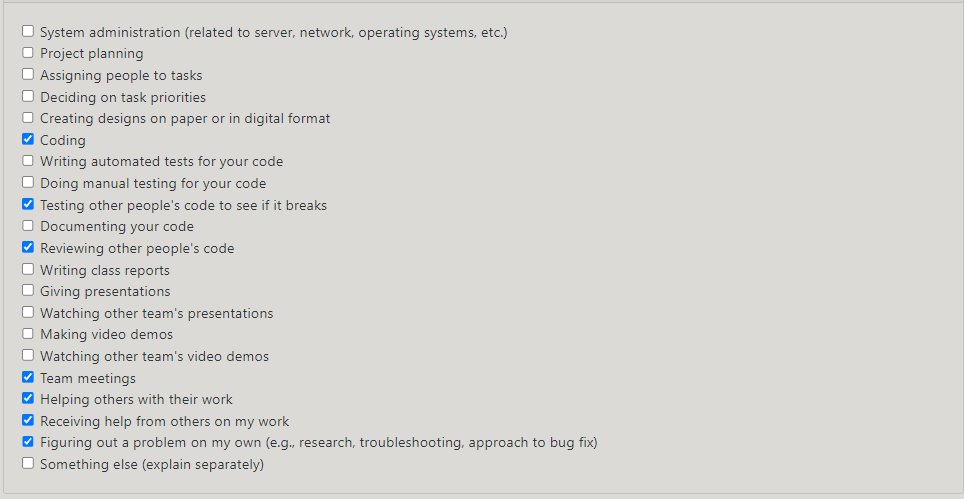 System administration (related to server, network, operating systems, etc.)
Project planning
Assigning people to tasks
Deciding on task priorities
Creating designs on paper or in digital format
Coding
Writing automated tests for your code
Doing manual testing for your code
Testing other people's code to see if it breaks
Documenting your code
Reviewing other people's code
Writing class reports
Giving presentations
Watching other team's presentations
Making video demos
Watching other team's video demos
Team meetings
Helping others with their work
Receiving help from others on my work
Figuring out a problem on my own (e.g., research, troubleshooting, approach to bug fix)
Something else (explain separately)